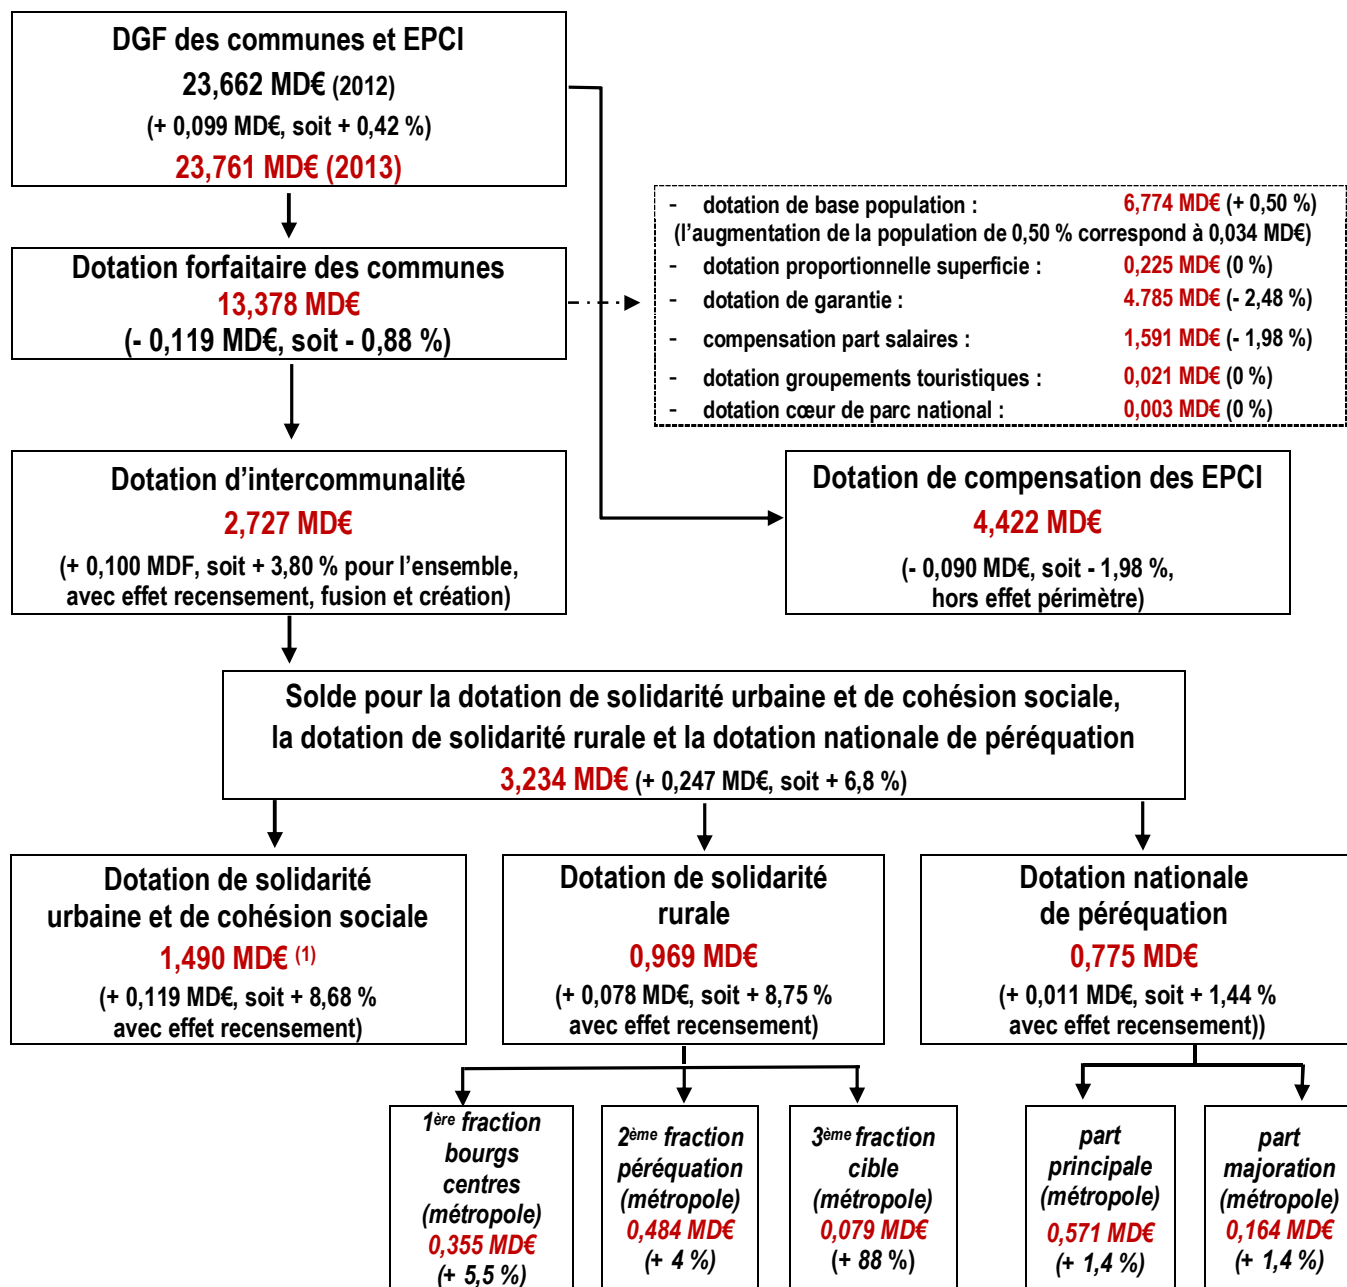 DGF des communes et EPCI
23,662 MD€ (2012)
(+ 0,099 MD€, soit + 0,42 %)
23,761 MD€ (2013)
- dotation de base population : 6,774 MD€ (+ 0,50 %)
(l'augmentation de la population de 0,50 % correspond à 0,034 MD€)
- dotation proportionnelle superficie : 0,225 MD€ (0 %)
- dotation de garantie : 4.785 MD€ (- 2,48 %)
- compensation part salaires : 1,591 MD€ (- 1,98 %)
- dotation groupements touristiques : 0,021 MD€ (0 %)
- dotation cœur de parc national : 0,003 MD€ (0 %)
Dotation forfaitaire des communes
13,378 MD€
(- 0,119 MD€, soit - 0,88 %)
Dotation d'intercommunalité
2,727 MD€
(+ 0,100 MDF, soit + 3,80 % pour l'ensemble,
avec effet recensement, fusion et création)
Dotation de compensation des EPCI
4,422 MD€
(- 0,090 MD€, soit - 1,98 %,
hors effet périmètre)
Solde pour la dotation de solidarité urbaine et de cohésion sociale,
la dotation de solidarité rurale et la dotation nationale de péréquation
3,234 MD€ (+ 0,247 MD€, soit + 6,8 %)
Dotation de solidarité
urbaine et de cohésion sociale
1,490 MD€ (1)
(+ 0,119 MD€, soit + 8,68 %
avec effet recensement)
Dotation de solidarité
rurale
0,969 MD€
(+ 0,078 MD€, soit + 8,75 %
avec effet recensement)
Dotation nationale
de péréquation
0,775 MD€
(+ 0,011 MD€, soit + 1,44 %
avec effet recensement))
1ère fraction
bourgs
centres
(métropole)
0,355 MD€
(+ 5,5 %)
2ème fraction
péréquation
(métropole)
0,484 MD€
(+ 4 %)
3ème fraction
cible
(métropole)
0,079 MD€
(+ 88 %)
part
principale
(métropole)
0,571 MD€
(+ 1,4 %)
part
majoration
(métropole)
0,164 MD€
(+ 1,4 %)